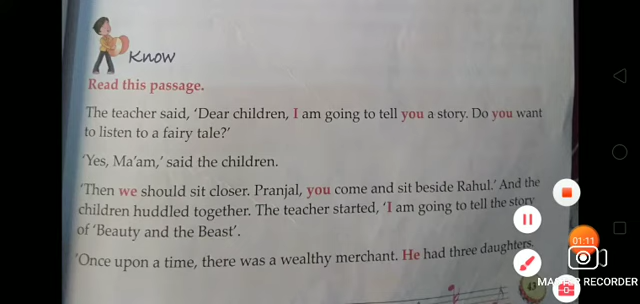 Know
Read this passage.
The teacher said, 'Dear children, I am going to tell you a story. Do you want
to listen to a fairy tale?'
'Yes, Ma'am,' said the children.
'Then we should sit closer. Pranjal, you come and sit beside Rahul.' And the
children huddled together. The teacher started, 'I am going to tell the story
of 'Beauty and the Beast'.
'Once upon a time, there was a wealthy merchant. He had three daughters.
01:11
RECORDER